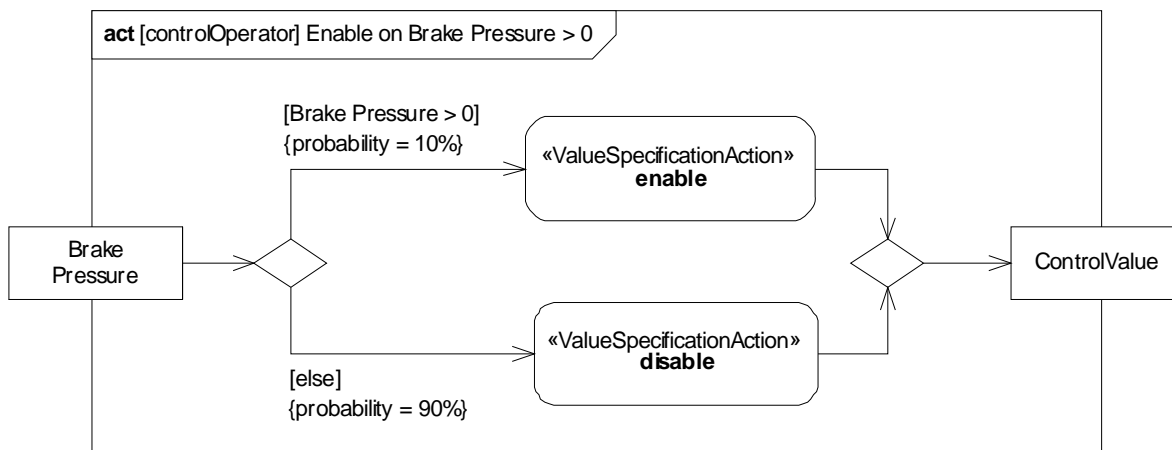 act [controlOperator] Enable on Brake Pressure > 0
[Brake Pressure > 0]
{probability = 10%}
«ValueSpecificationAction»
enable
Brake
Pressure
ControlValue
«ValueSpecificationAction»
disable
[else]
{probability = 90%}